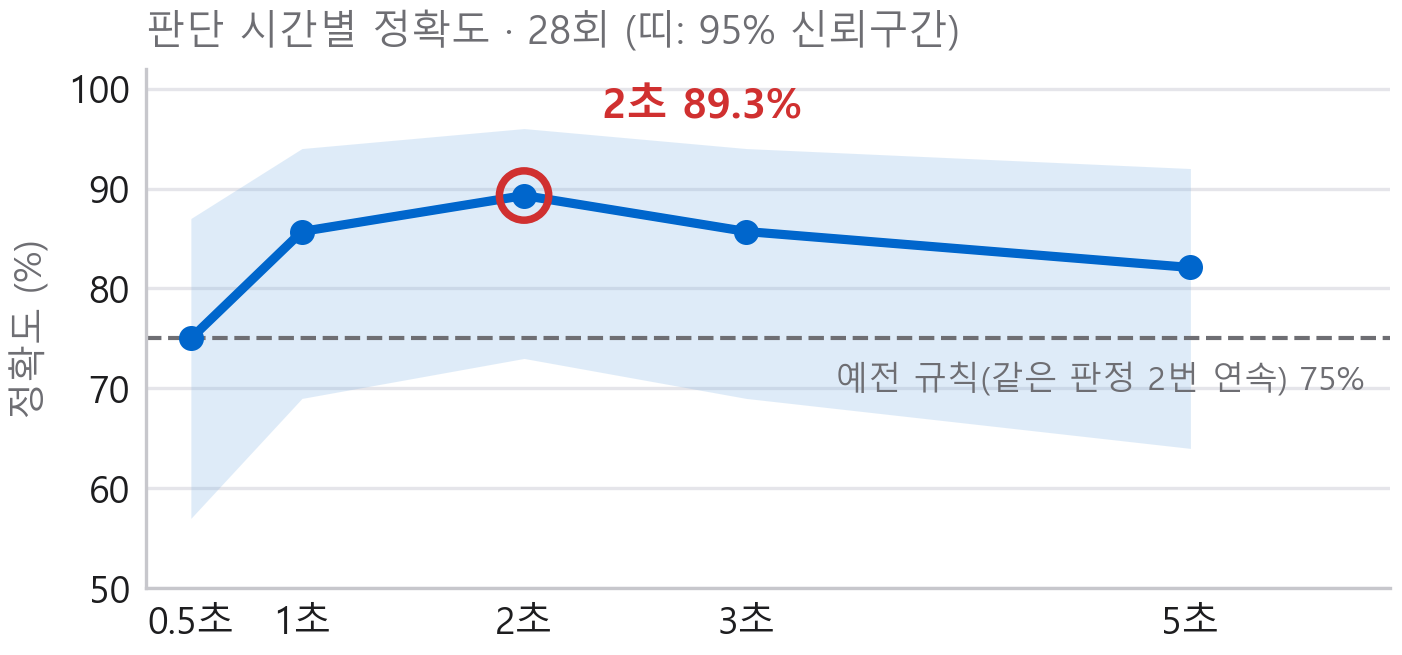 판단 시간별 정확도 · 28회 (띠: 95% 신뢰구간)
100
2초 89.3%
90
80
예전 규칙(같은 판정 2번 연속) 75%
70
60
50
정확도 (%)
0.5초 1초 2초 3초 5초